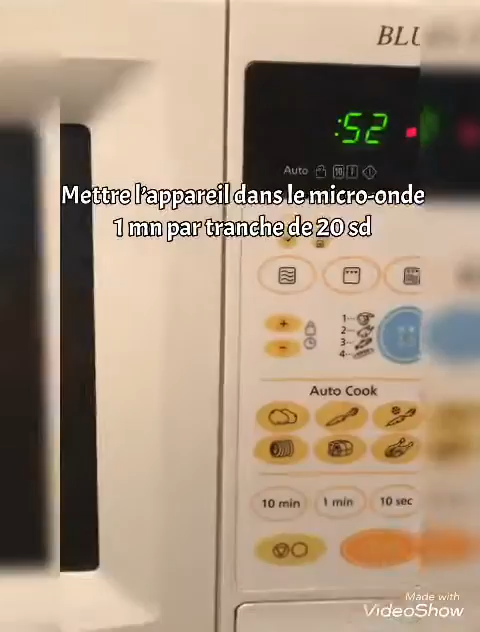 BLU
:52
Auto
Mettre l'appareil dans le micro-onde
1 mn par tranche de 20 sd
1
2
3
4
+
-
Auto Cook
10 min 1 min 10 sec
Made with
VideoShow